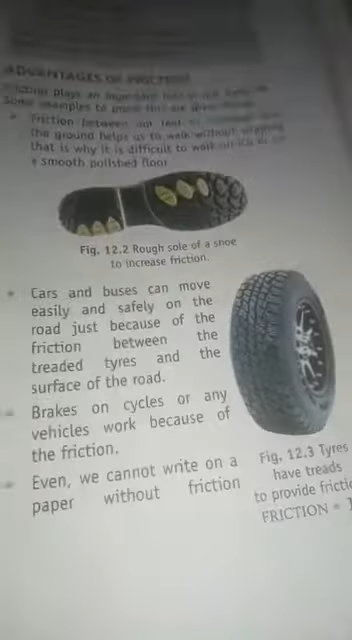 ADVANTAGES OF FRICTION
Friction plays an important role in our daily life
Some examples to prove this are given
Friction between our feet
the ground helps us to walk without slipping
that is why it is difficult to walk on ice or on
a smooth polished floor
Fig. 12.2 Rough sole of a shoe
to increase friction.
Cars and buses can move
easily and safely on the
road just because of the
friction between the
treaded tyres and the
surface of the road.
Brakes on cycles or any
vehicles work because of
the friction.
Even, we cannot write on a
paper without friction
Fig. 12.3 Tyres
have treads
to provide frictio
FRICTION